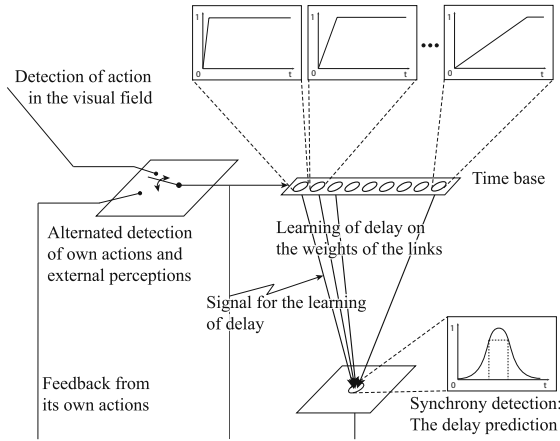 1
0
t
1
0
t
1
0
t
Detection of action
in the visual field
Time base
Alternated detection
of own actions and
external perceptions
Learning of delay on
the weights of the links
Signal for the learning
of delay
1
0
t
Feedback from
its own actions
Synchrony detection:
The delay prediction